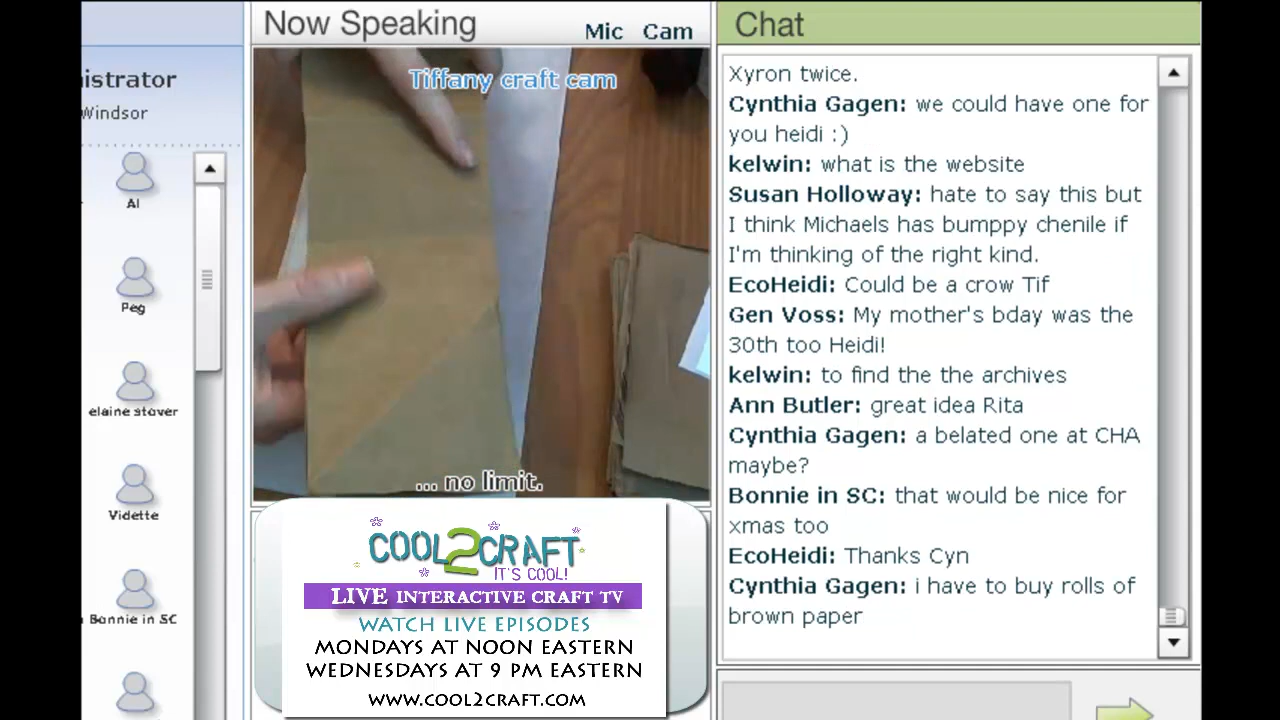 istrator
Windsor
Al
Peg
elaine stover
Vidette
Bonnie in SC
Now Speaking
Mic Cam
Tiffany craft cam
... no limit.
COOL2CRAFT
IT'S COOL!
LIVE INTERACTIVE CRAFT TV
WATCH LIVE EPISODES
MONDAYS AT NOON EASTERN
WEDNESDAYS AT 9 PM EASTERN
WWW.COOL2CRAFT.COM
Chat
Xyron twice.
Cynthia Gagen: we could have one for
you heidi :)
kelwin: what is the website
Susan Holloway: hate to say this but
I think Michaels has bumppy chenile if
I'm thinking of the right kind.
EcoHeidi: Could be a crow Tif
Gen Voss: My mother's bday was the
30th too Heidi!
kelwin: to find the the archives
Ann Butler: great idea Rita
Cynthia Gagen: a belated one at CHA
maybe?
Bonnie in SC: that would be nice for
xmas too
EcoHeidi: Thanks Cyn
Cynthia Gagen: i have to buy rolls of
brown paper